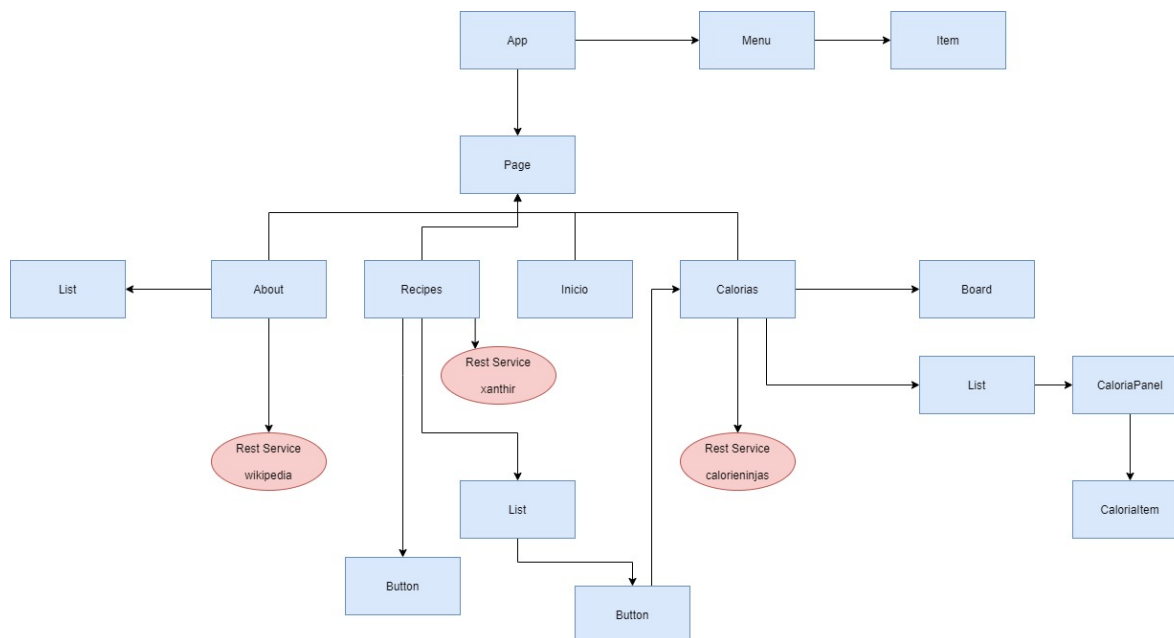 App
Menu
Item
Page
List
About
Recipes
Inicio
Calorias
Board
Rest Service
xanthir
List
CaloriaPanel
Rest Service
wikipedia
Rest Service
calorieninjas
List
CaloriaItem
Button
Button